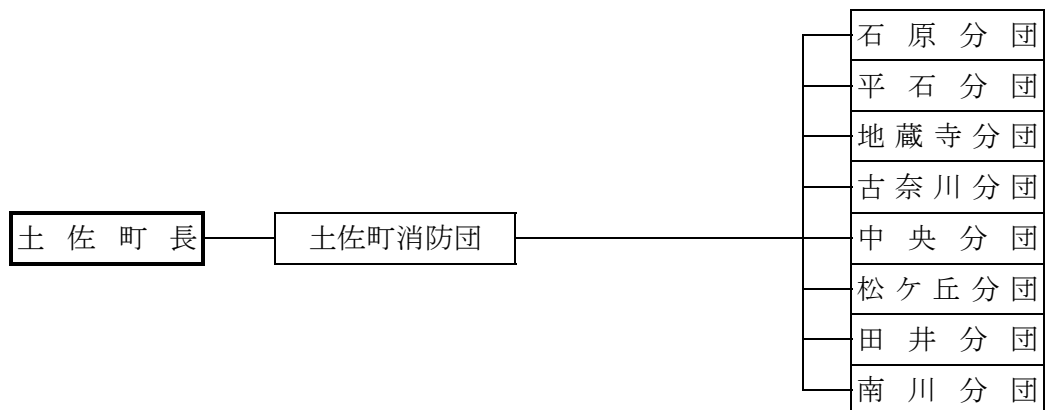 土佐町長
土佐町消防団
石原分団
平石分団
地蔵寺分団
古奈川分団
中央分団
松ケ丘分団
田井分団
南川分団